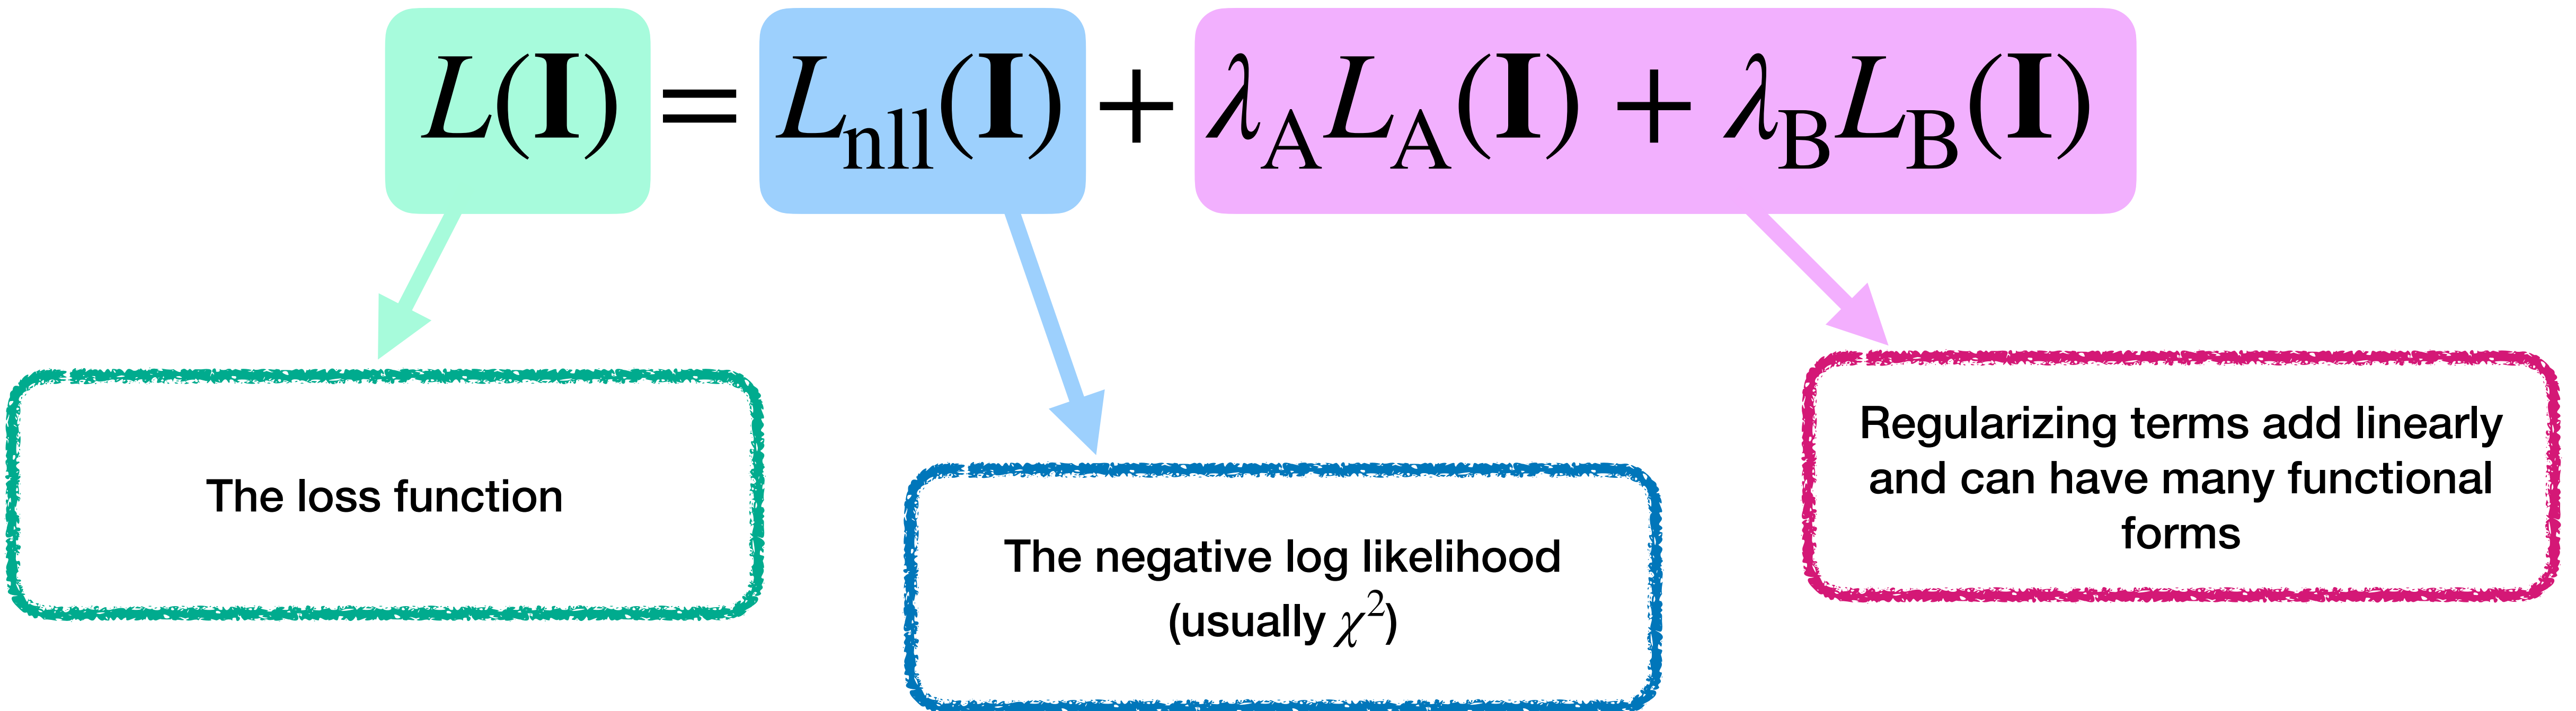 L(I) = Lₙₗₗ(I) + λ_A L_A(I) + λ_B L_B(I)
The loss function
The negative log likelihood
(usually χ²)
Regularizing terms add linearly
and can have many functional
forms